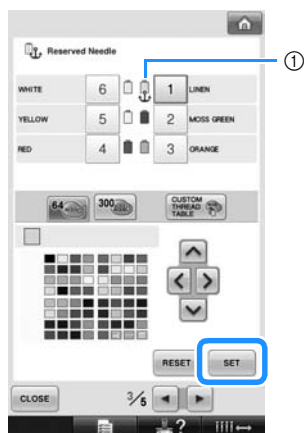 Reserved Needle
①
WHITE 6 1 LINEN
YELLOW 5 2 MOSS GREEN
RED 4 3 ORANGE
64 300 CUSTOM THREAD TABLE
RESET SET
CLOSE 3/5
?